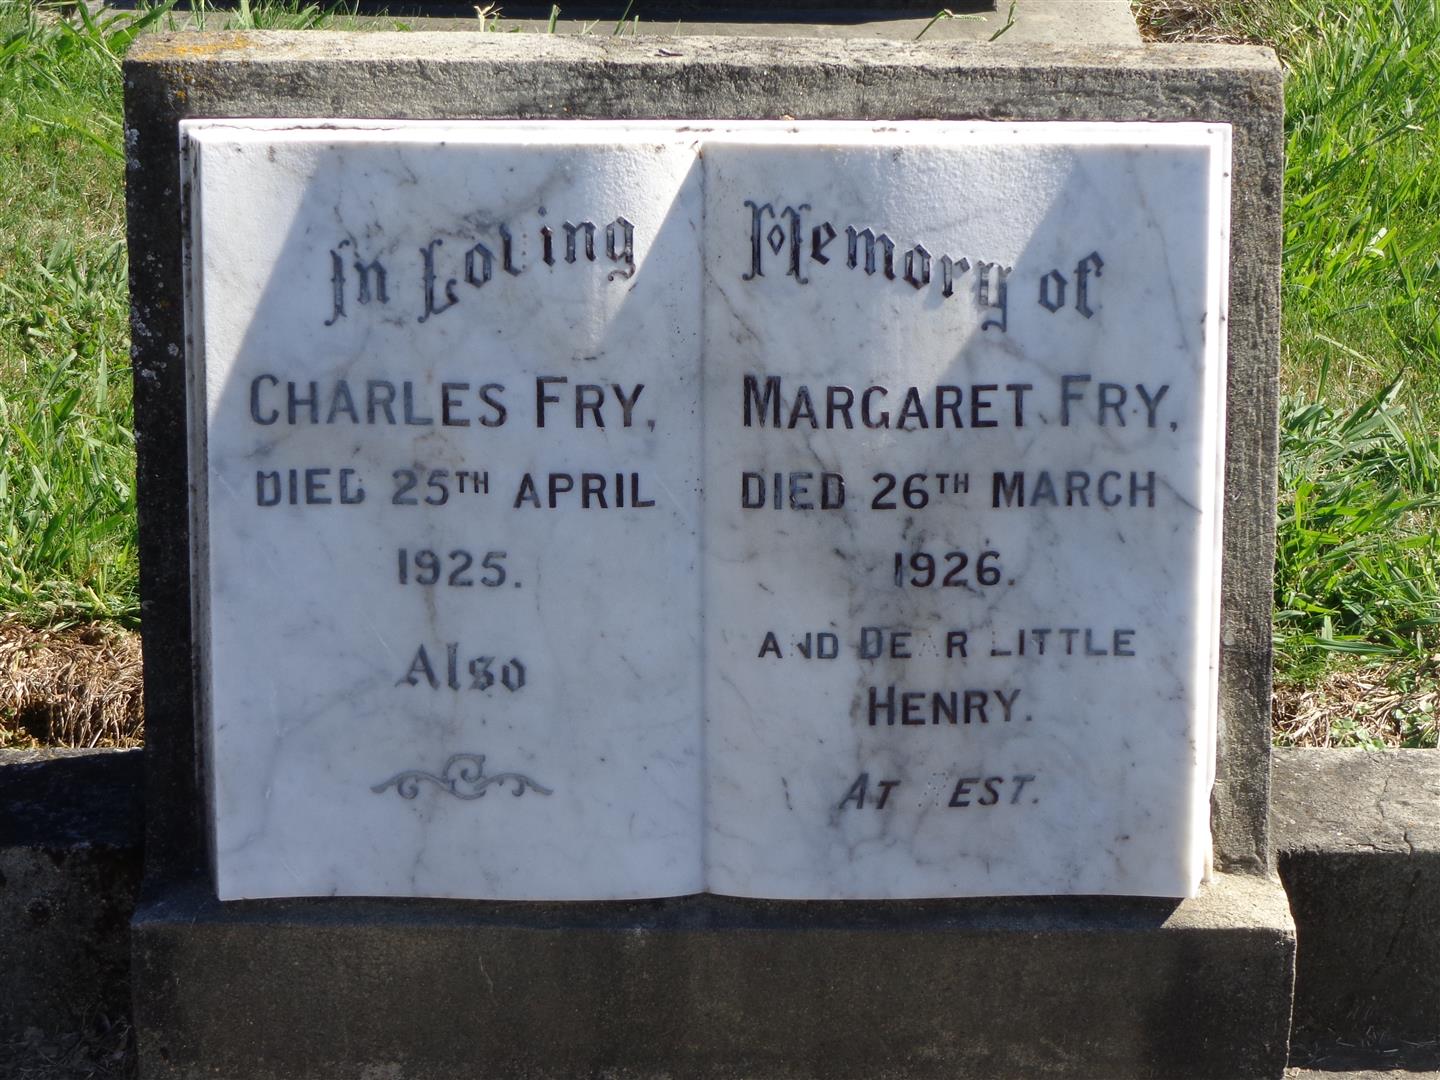 In Loving Memory of
CHARLES FRY,
DIED 25TH APRIL
1925.
Also
MARGARET FRY,
DIED 26TH MARCH
1926.
AND DEAR LITTLE
HENRY.
AT REST.